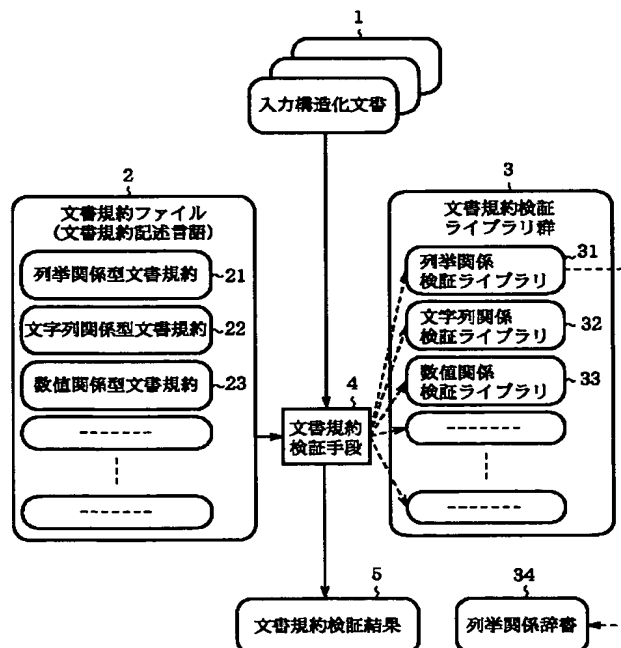 1
入力構造化文書
2
文書規約ファイル
(文書規約記述言語)
列挙関係型文書規約
21
文字列関係型文書規約
22
数値関係型文書規約
23
3
文書規約検証
ライブラリ群
31
列挙関係
検証ライブラリ
文字列関係
検証ライブラリ
32
数値関係
検証ライブラリ
33
4
文書規約
検証手段
5
文書規約検証結果
34
列挙関係辞書